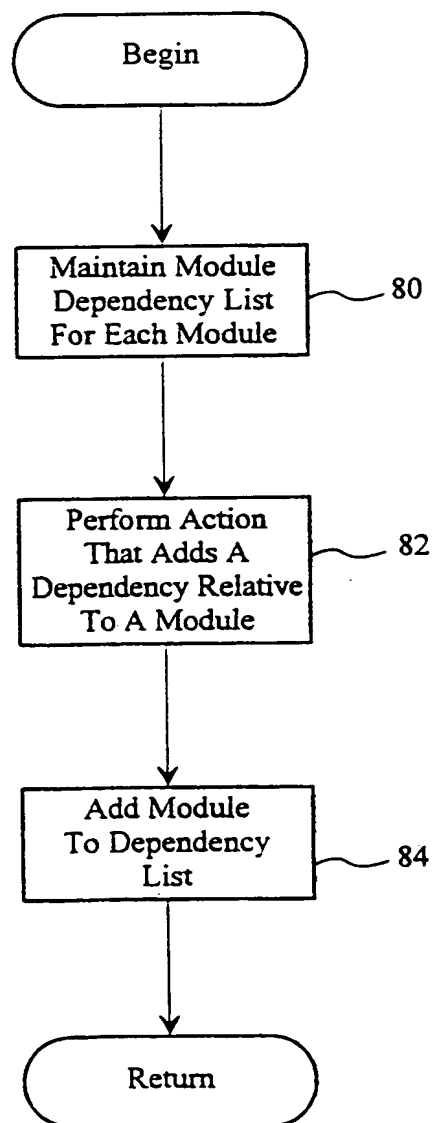 Begin
Maintain Module
Dependency List
For Each Module
80
Perform Action
That Adds A
Dependency Relative
To A Module
82
Add Module
To Dependency
List
84
Return